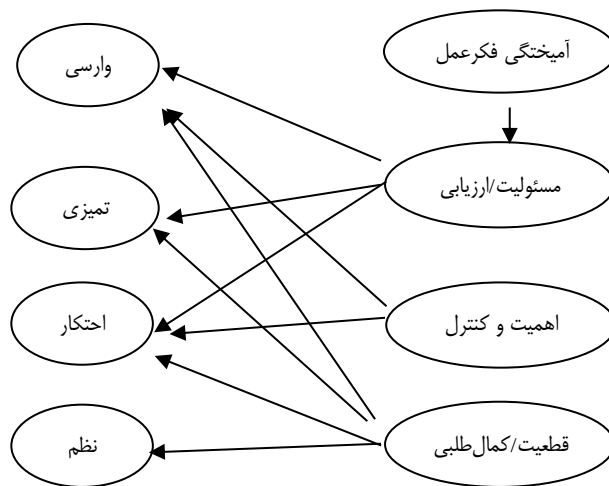 آمیختگی فکرعمل
وارسی
مسئولیت/ارزیابی
تمیزی
اهمیت و کنترل
احتکار
قطعیت/کمال‌طلبی
نظم